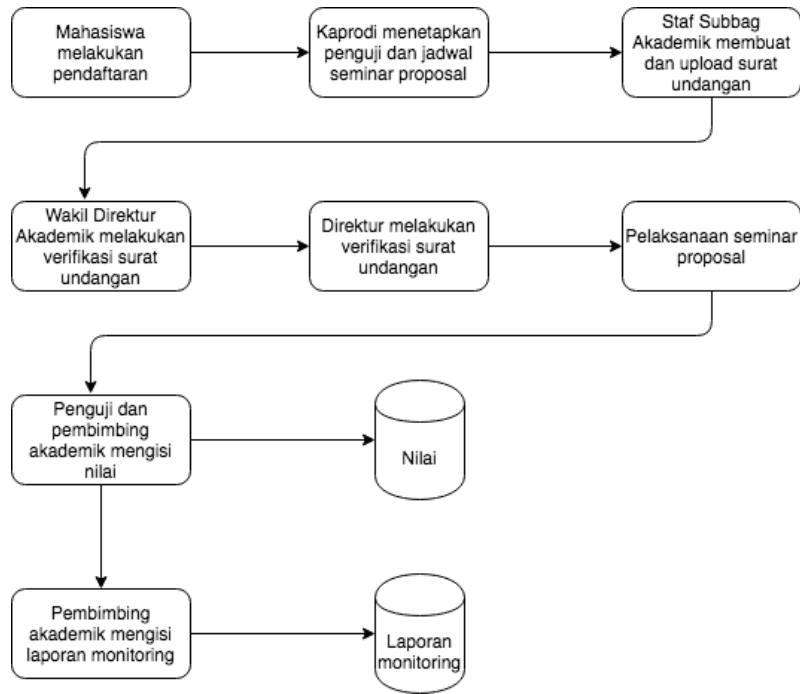 Mahasiswa
melakukan
pendaftaran
Kaprodi menetapkan
penguji dan jadwal
seminar proposal
Staf Subbag
Akademik membuat
dan upload surat
undangan
Wakil Direktur
Akademik melakukan
verifikasi surat
undangan
Direktur melakukan
verifikasi surat
undangan
Pelaksanaan seminar
proposal
Penguji dan
pembimbing
akademik mengisi
nilai
Nilai
Pembimbing
akademik mengisi
laporan monitoring
Laporan
monitoring